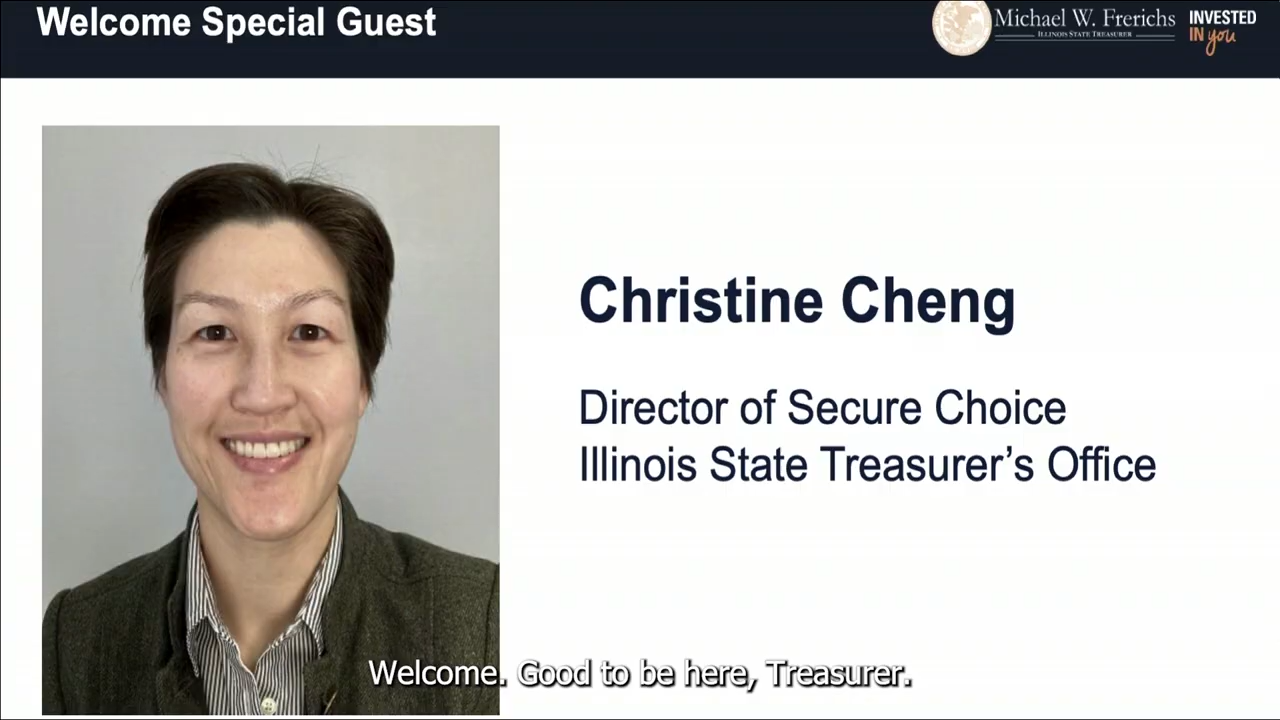 Welcome Special Guest
Michael W. Frerichs
ILLINOIS STATE TREASURER
INVESTED
IN you
Christine Cheng
Director of Secure Choice
Illinois State Treasurer’s Office
Welcome. Good to be here, Treasurer.